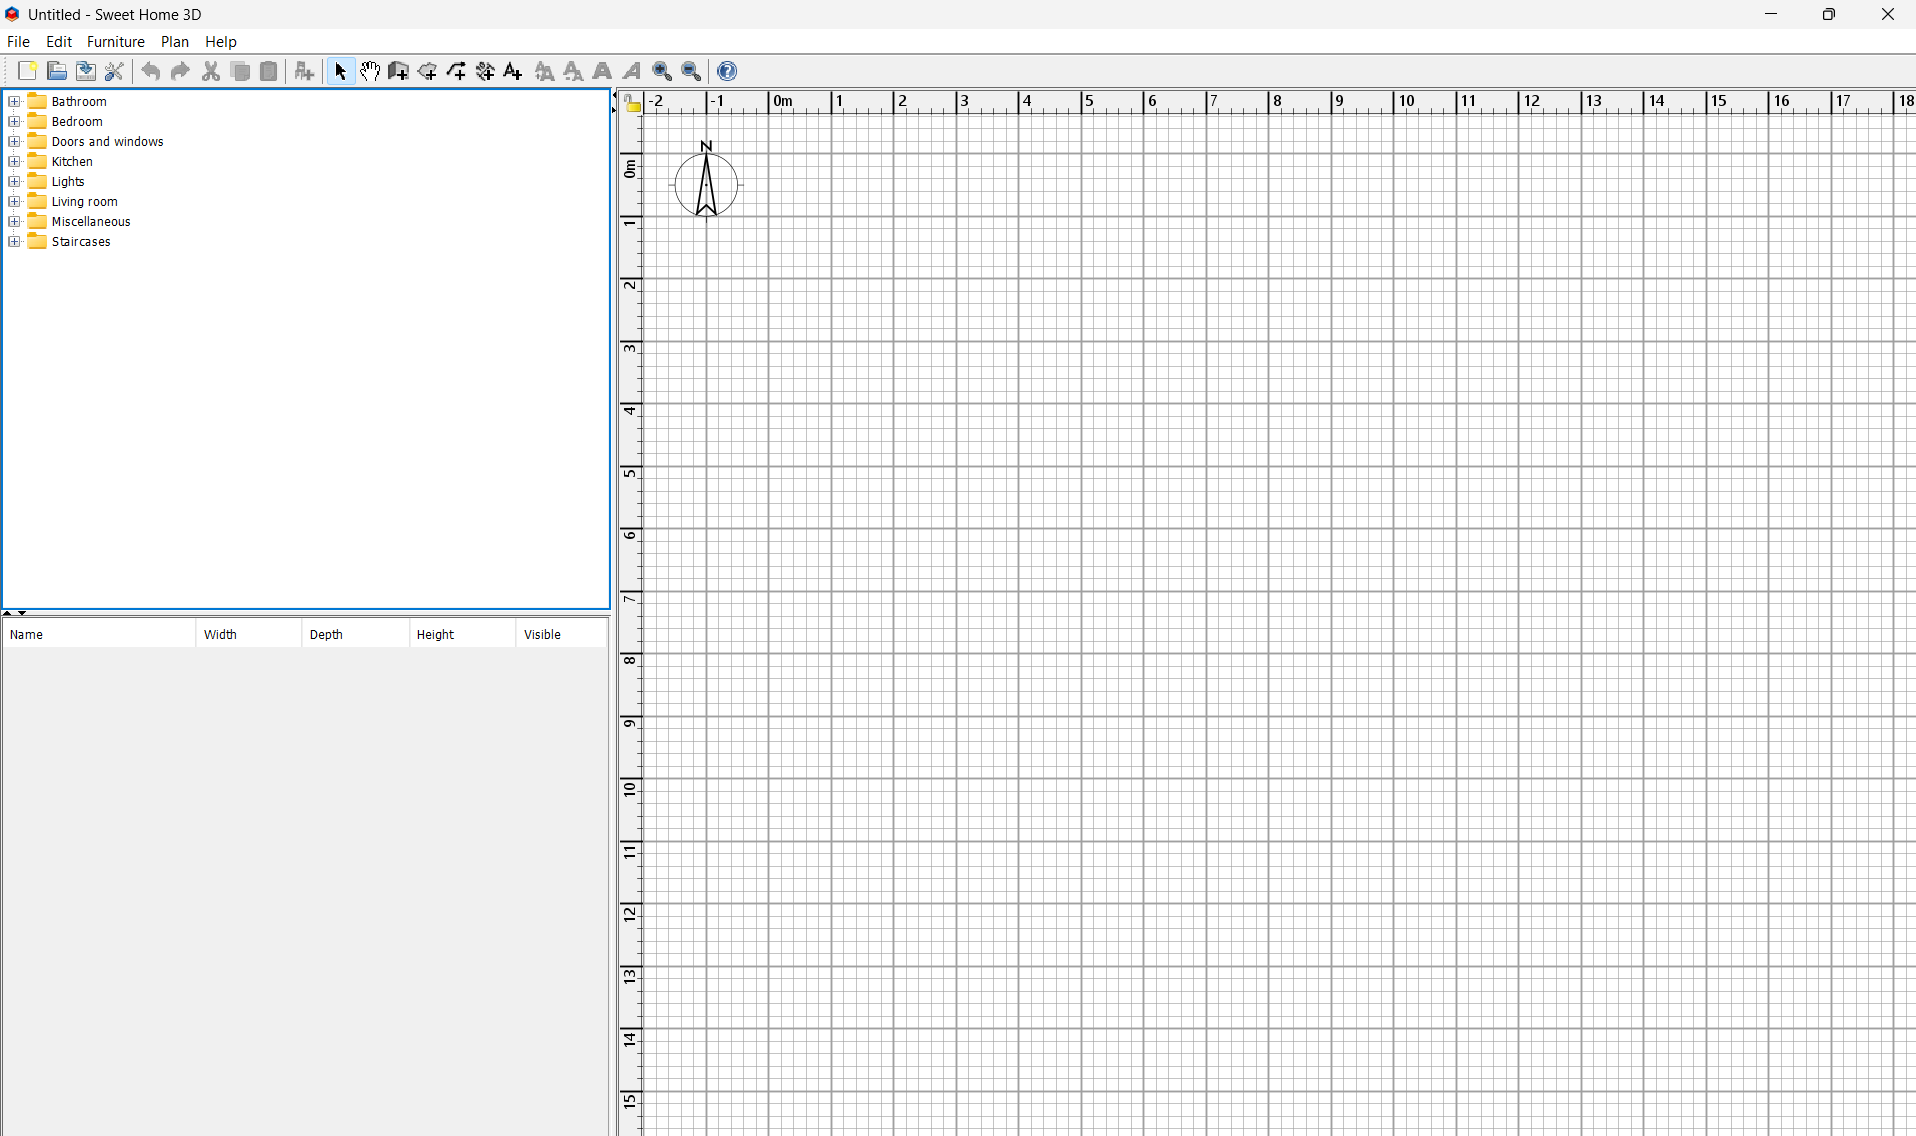 Untitled - Sweet Home 3D
File Edit Furniture Plan Help
Bathroom
Bedroom
Doors and windows
Kitchen
Lights
Living room
Miscellaneous
Staircases
Name Width Depth Height Visible
-2 -1 0m 1 2 3 4 5 6 7 8 9 10 11 12 13 14 15 16 17 18
N
0m
1
2
3
4
5
6
7
8
9
10
11
12
13
14
15